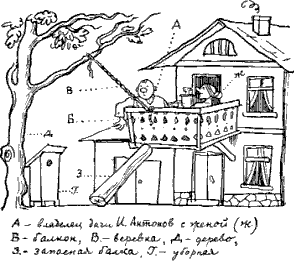 А
В
Ж
Б
Д
З
Г
А – владелец дачи И. Антонов с женой (ж)
Б – балкон, В. – веревка, Д. – дерево,
З. – запасная балка, Г. – уборная